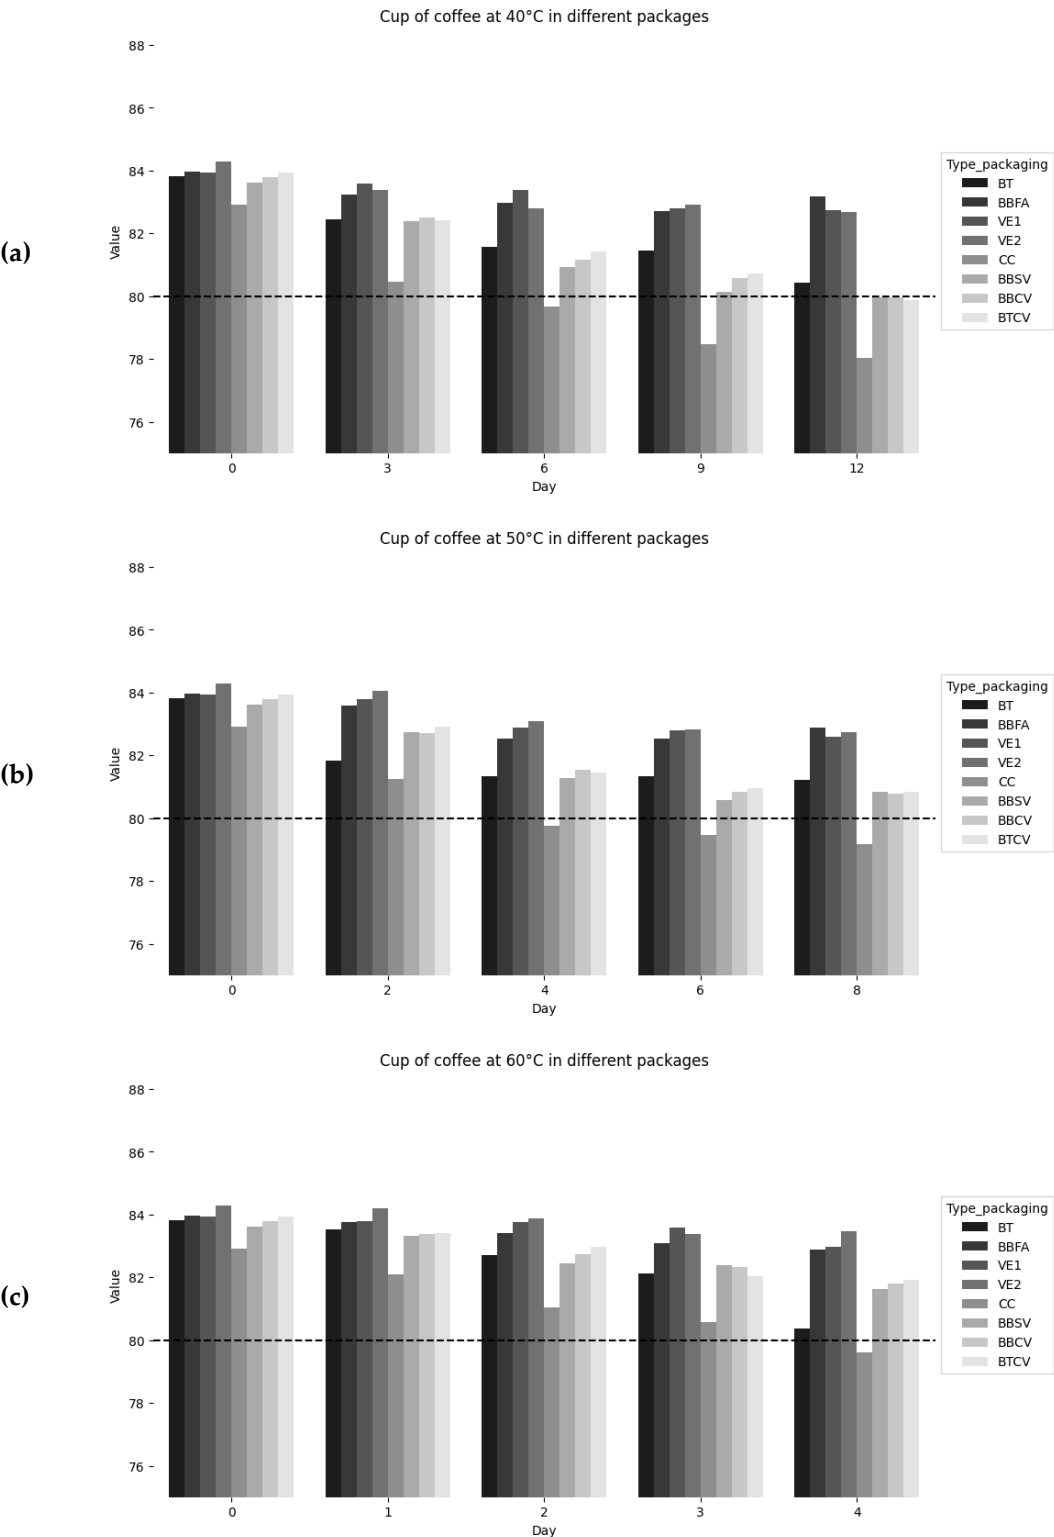 Cup of coffee at 40°C in different packages
88
86
84
82
80
78
76
Value
(a)
Type_packaging
BT
BBFA
VE1
VE2
CC
BBSV
BBCV
BTCV
0 3 6 9 12
Day
Cup of coffee at 50°C in different packages
88
86
84
82
80
78
76
Value
(b)
Type_packaging
BT
BBFA
VE1
VE2
CC
BBSV
BBCV
BTCV
0 2 4 6 8
Day
Cup of coffee at 60°C in different packages
88
86
84
82
80
78
76
Value
(c)
Type_packaging
BT
BBFA
VE1
VE2
CC
BBSV
BBCV
BTCV
0 1 2 3 4
Day